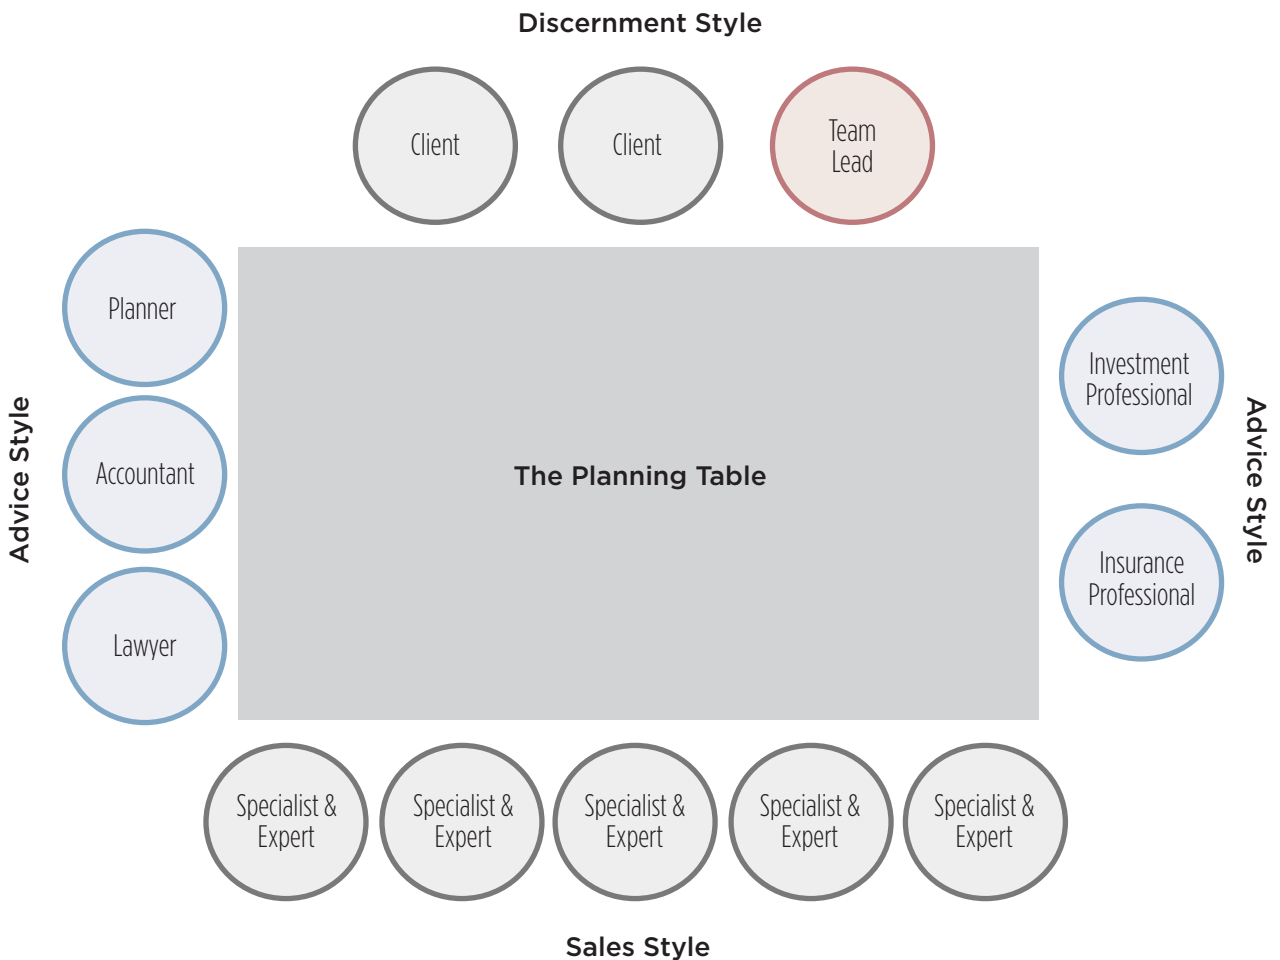 Discernment Style
Client
Client
Team
Lead
Planner
Accountant
Lawyer
Advice Style
The Planning Table
Investment
Professional
Insurance
Professional
Advice Style
Specialist &
Expert
Specialist &
Expert
Specialist &
Expert
Specialist &
Expert
Specialist &
Expert
Sales Style